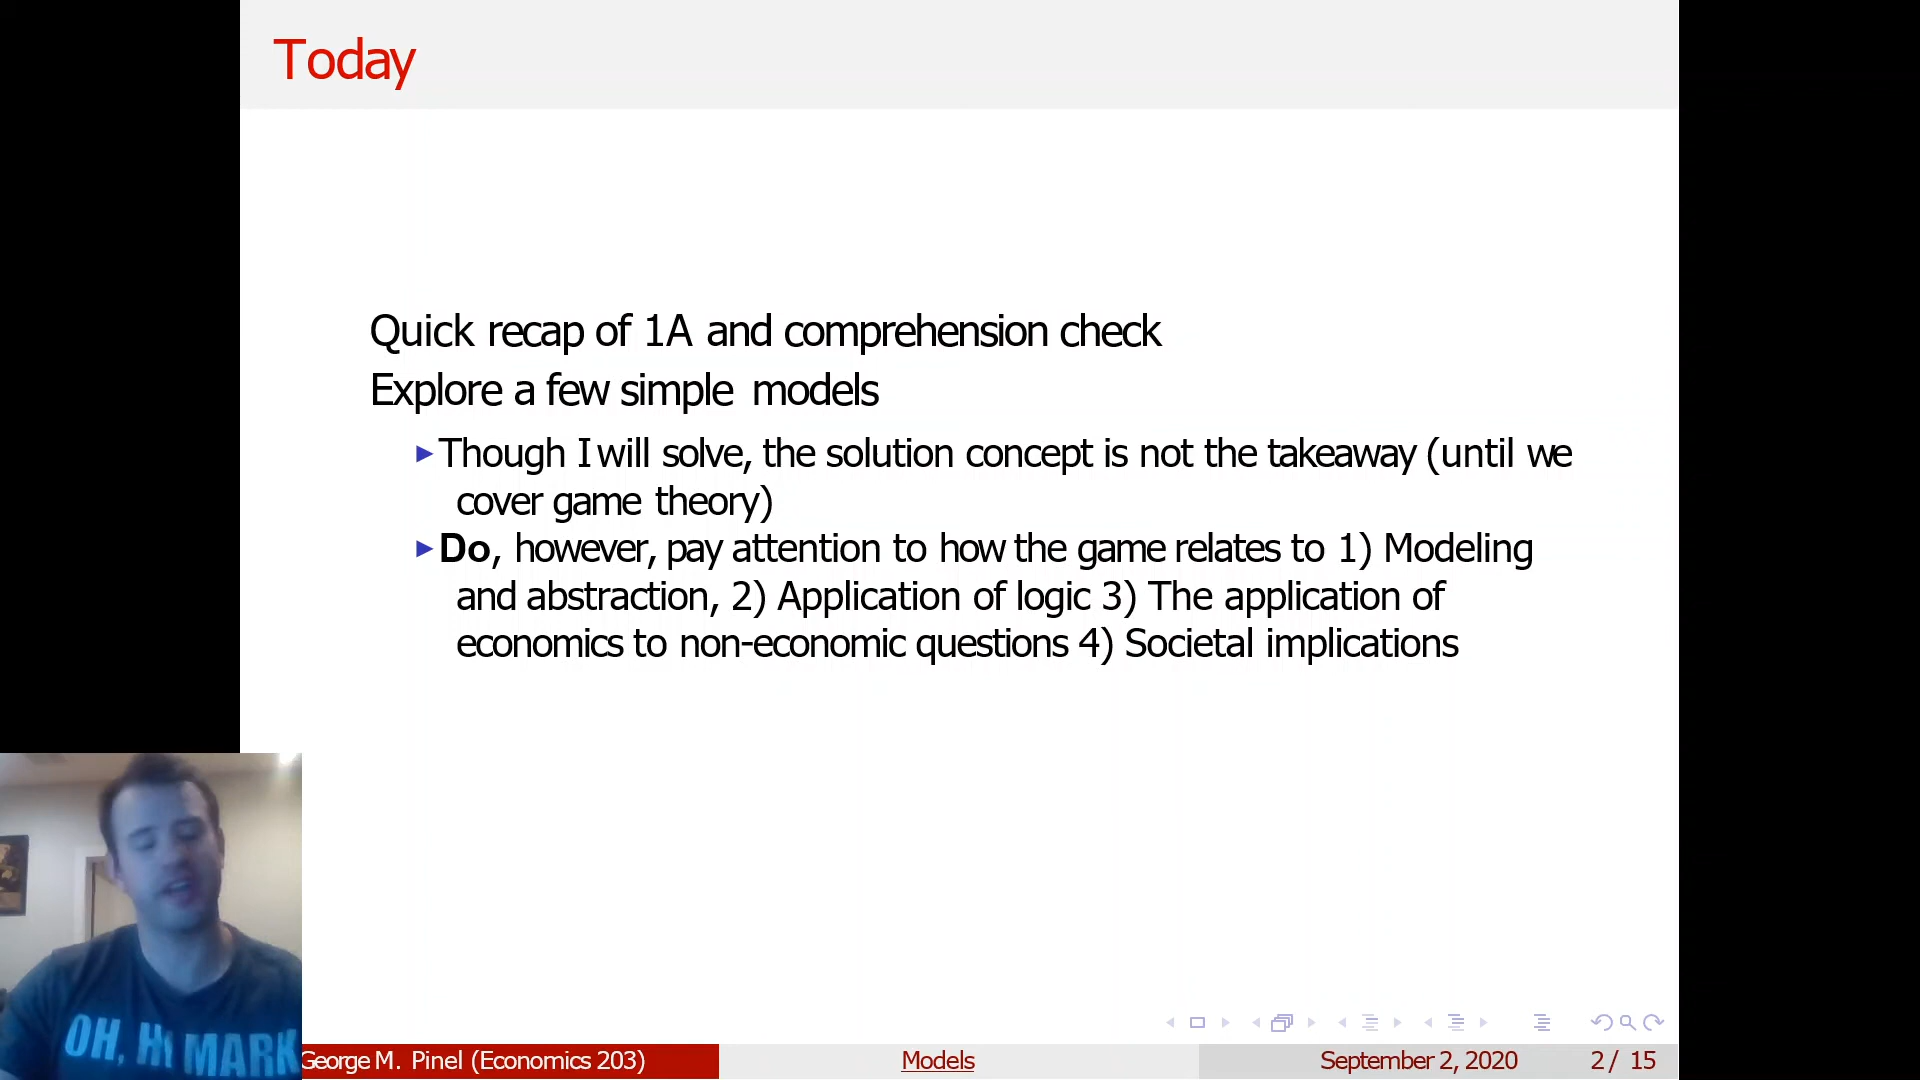 Today
Quick recap of 1A and comprehension check
Explore a few simple models
Though I will solve, the solution concept is not the takeaway (until we
cover game theory)
Do, however, pay attention to how the game relates to 1) Modeling
and abstraction, 2) Application of logic 3) The application of
economics to non-economic questions 4) Societal implications
OH, HI MARK
George M. Pinel (Economics 203)
Models
September 2, 2020
2 / 15